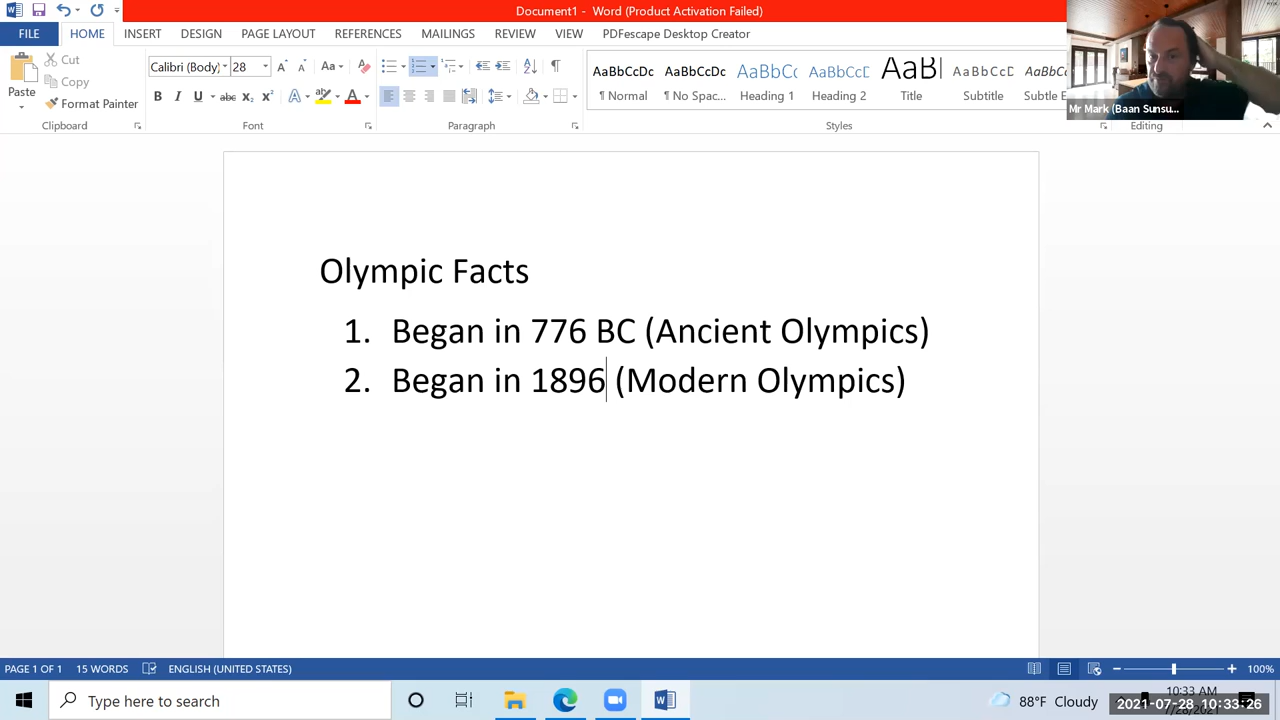 Document1 - Word (Product Activation Failed)
FILE HOME INSERT DESIGN PAGE LAYOUT REFERENCES MAILINGS REVIEW VIEW PDFescape Desktop Creator
Paste
Cut
Copy
Format Painter
Clipboard
Calibri (Body) 28
Font
Paragraph
AaBbCcDc AaBbCcDc AaBbCc AaBbCcD AaBl AaBbCcD AaBbCc
¶ Normal ¶ No Spac... Heading 1 Heading 2 Title Subtitle Subtle E
Styles
Editing
Mr Mark (Baan Sunsu...
Olympic Facts
1. Began in 776 BC (Ancient Olympics)
2. Began in 1896 (Modern Olympics)
PAGE 1 OF 1 15 WORDS ENGLISH (UNITED STATES) 100%
Type here to search
88°F Cloudy
10:33 AM
2021-07-28 10:33:26